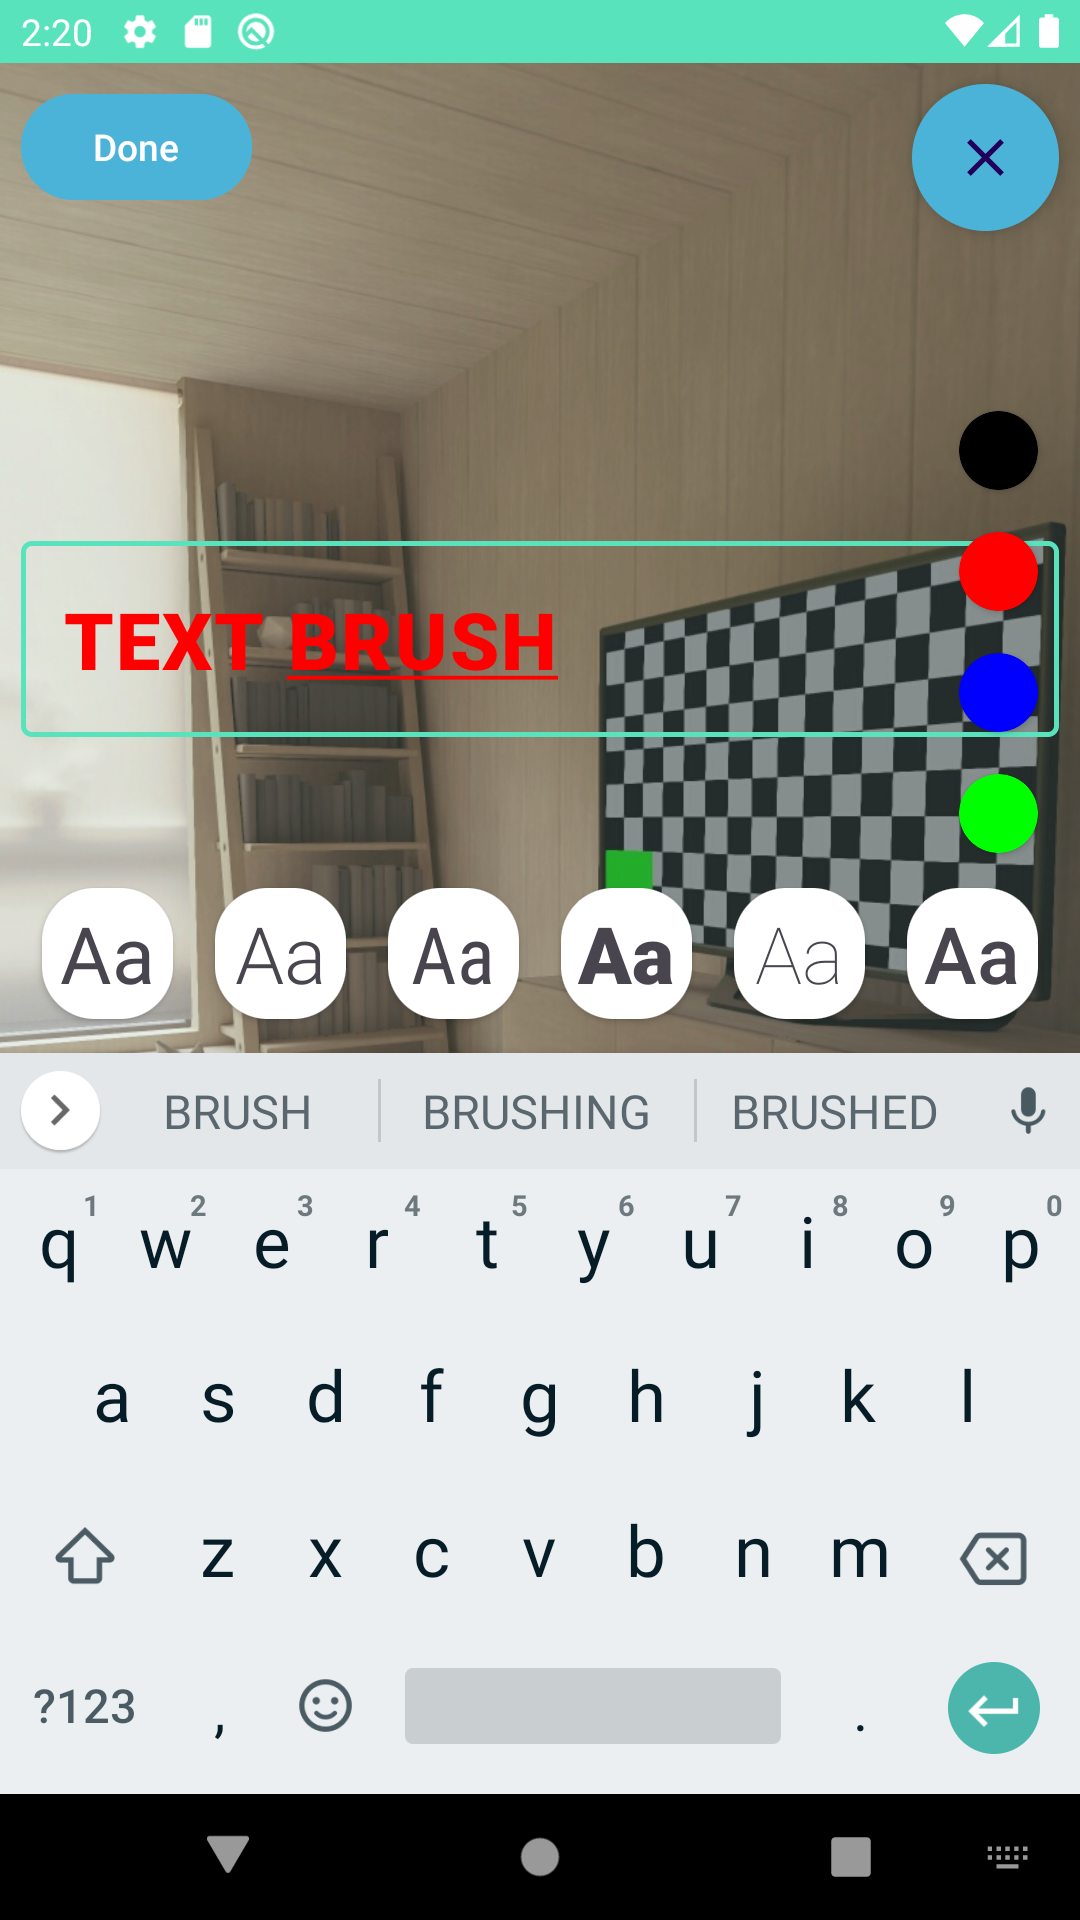 2:20
Done
TEXT BRUSH
Aa Aa Aa Aa Aa Aa
BRUSH BRUSHING BRUSHED
1 2 3 4 5 6 7 8 9 0
q w e r t y u i o p
a s d f g h j k l
z x c v b n m
?123 , .